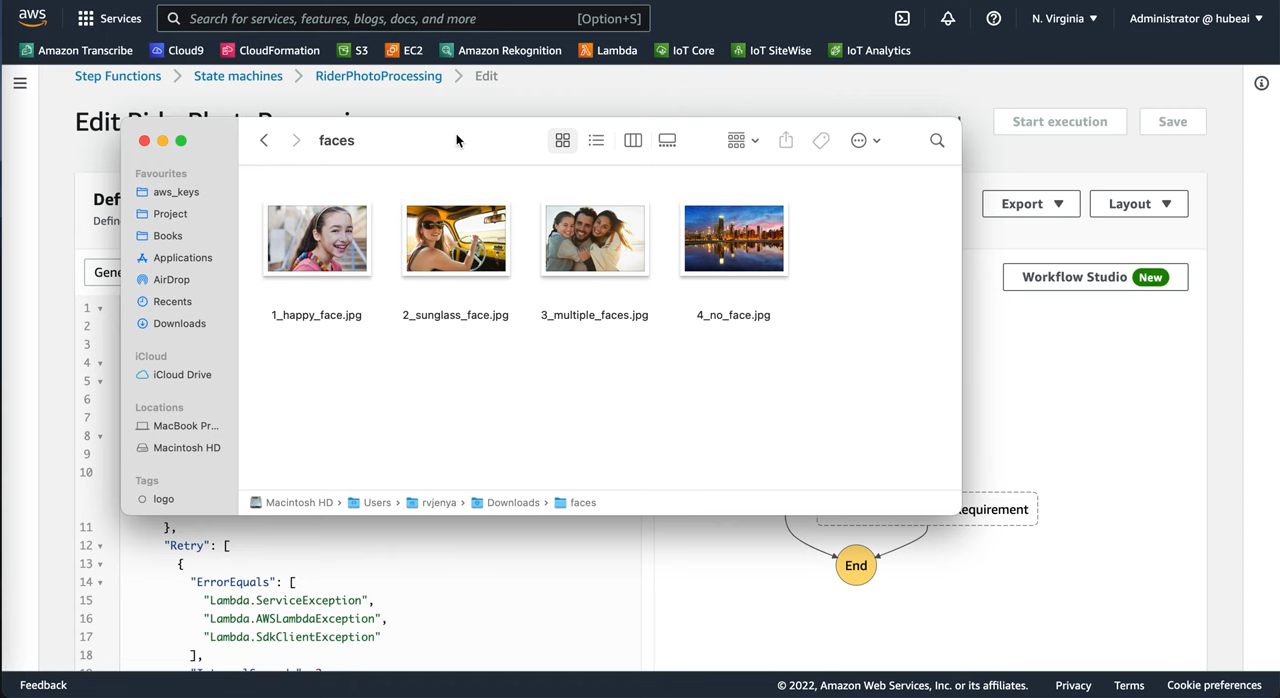 aws
Services
Search for services, features, blogs, docs, and more
[Option+S]
N. Virginia
Administrator @ hubeai
Amazon Transcribe
Cloud9
CloudFormation
S3
EC2
Amazon Rekognition
Lambda
IoT Core
IoT SiteWise
IoT Analytics
Step Functions
State machines
RiderPhotoProcessing
Edit
Edit
Start execution
Save
faces
Favourites
aws_keys
Project
Books
Applications
AirDrop
Recents
Downloads
iCloud
iCloud Drive
Locations
MacBook Pr...
Macintosh HD
Tags
logo
1_happy_face.jpg
2_sunglass_face.jpg
3_multiple_faces.jpg
4_no_face.jpg
Macintosh HD
Users
rvjenya
Downloads
faces
Def
Defin
Gene
Export
Layout
Workflow Studio New
equirement
End
1
2
3
4
5
6
7
8
9
10
11 },
12 "Retry": [
13 {
14 "ErrorEquals": [
15 "Lambda.ServiceException",
16 "Lambda.AWSLambdaException",
17 "Lambda.SdkClientException"
18 ],
Feedback
© 2022, Amazon Web Services, Inc. or its affiliates.
Privacy
Terms
Cookie preferences